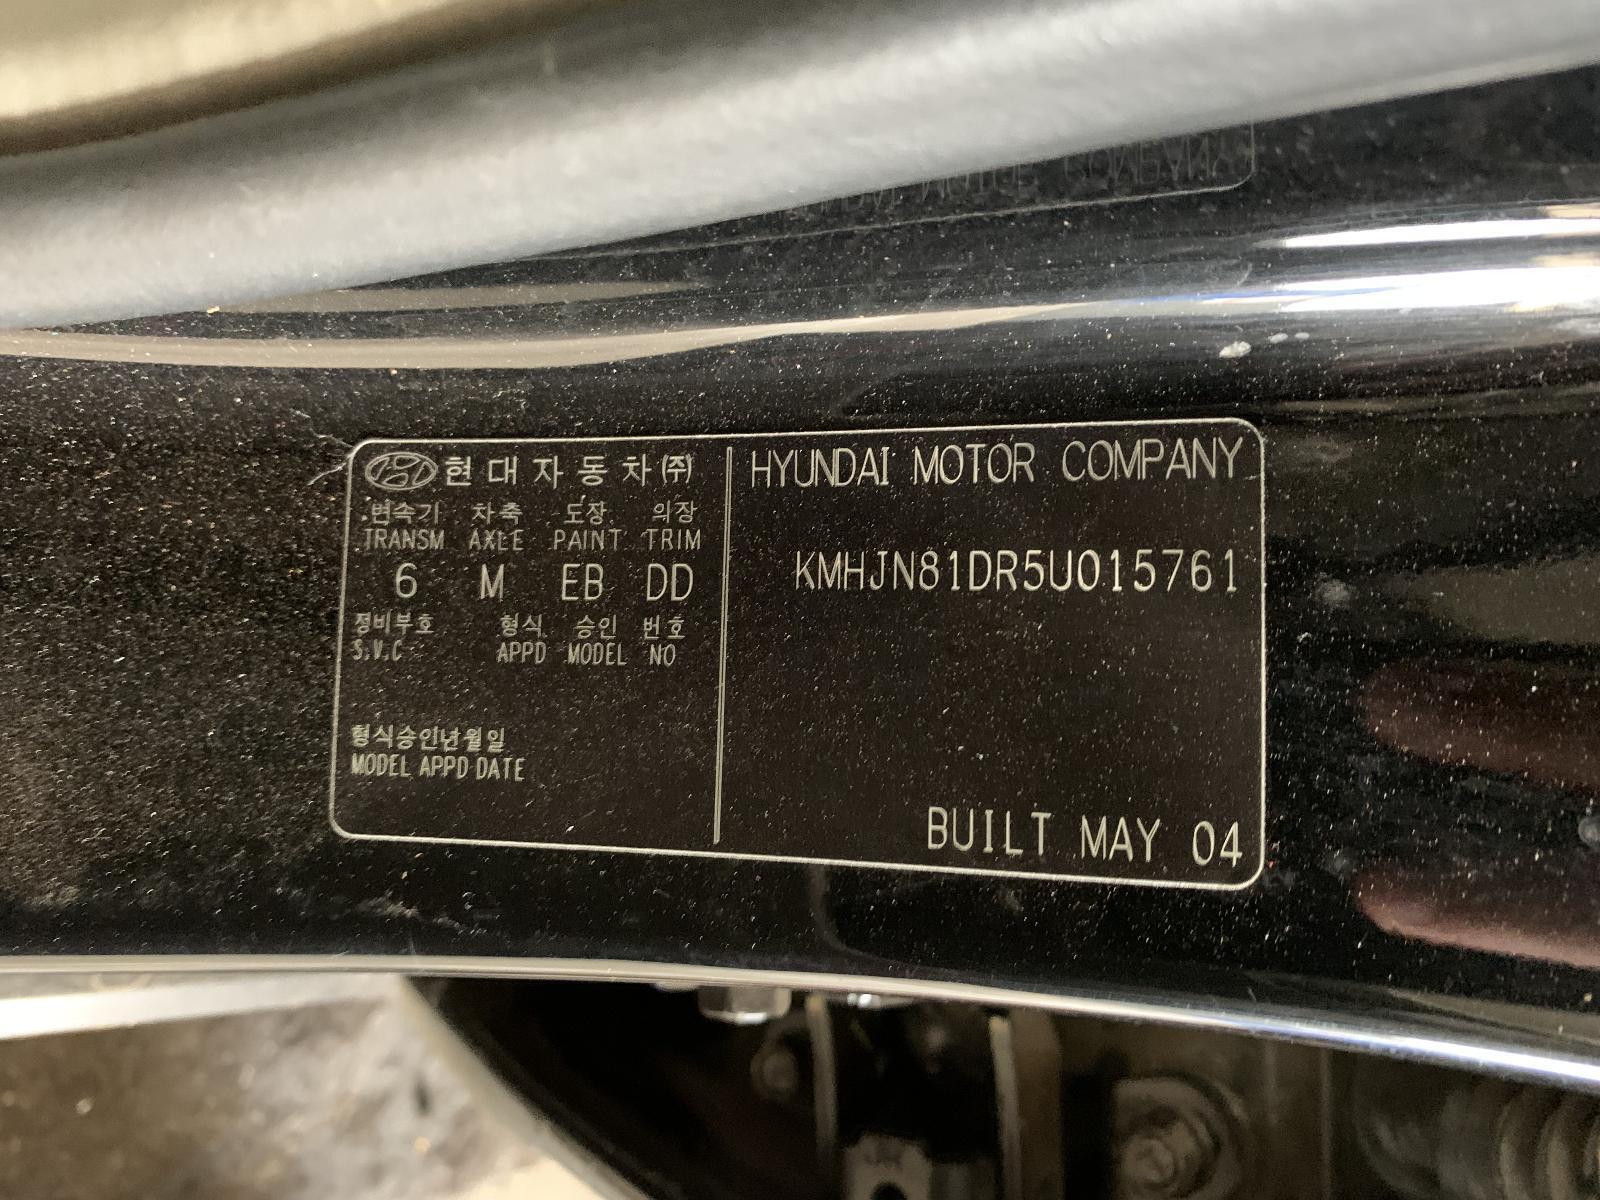 현대자동차㈜
변속기 차축 도장 의장
TRANSM AXLE PAINT TRIM
6 M EB DD
정비부호 형식 승인 번호
S.V.C APPD MODEL NO
형식승인년월일
MODEL APPD DATE
HYUNDAI MOTOR COMPANY
KMHJN81DR5U015761
BUILT MAY 04